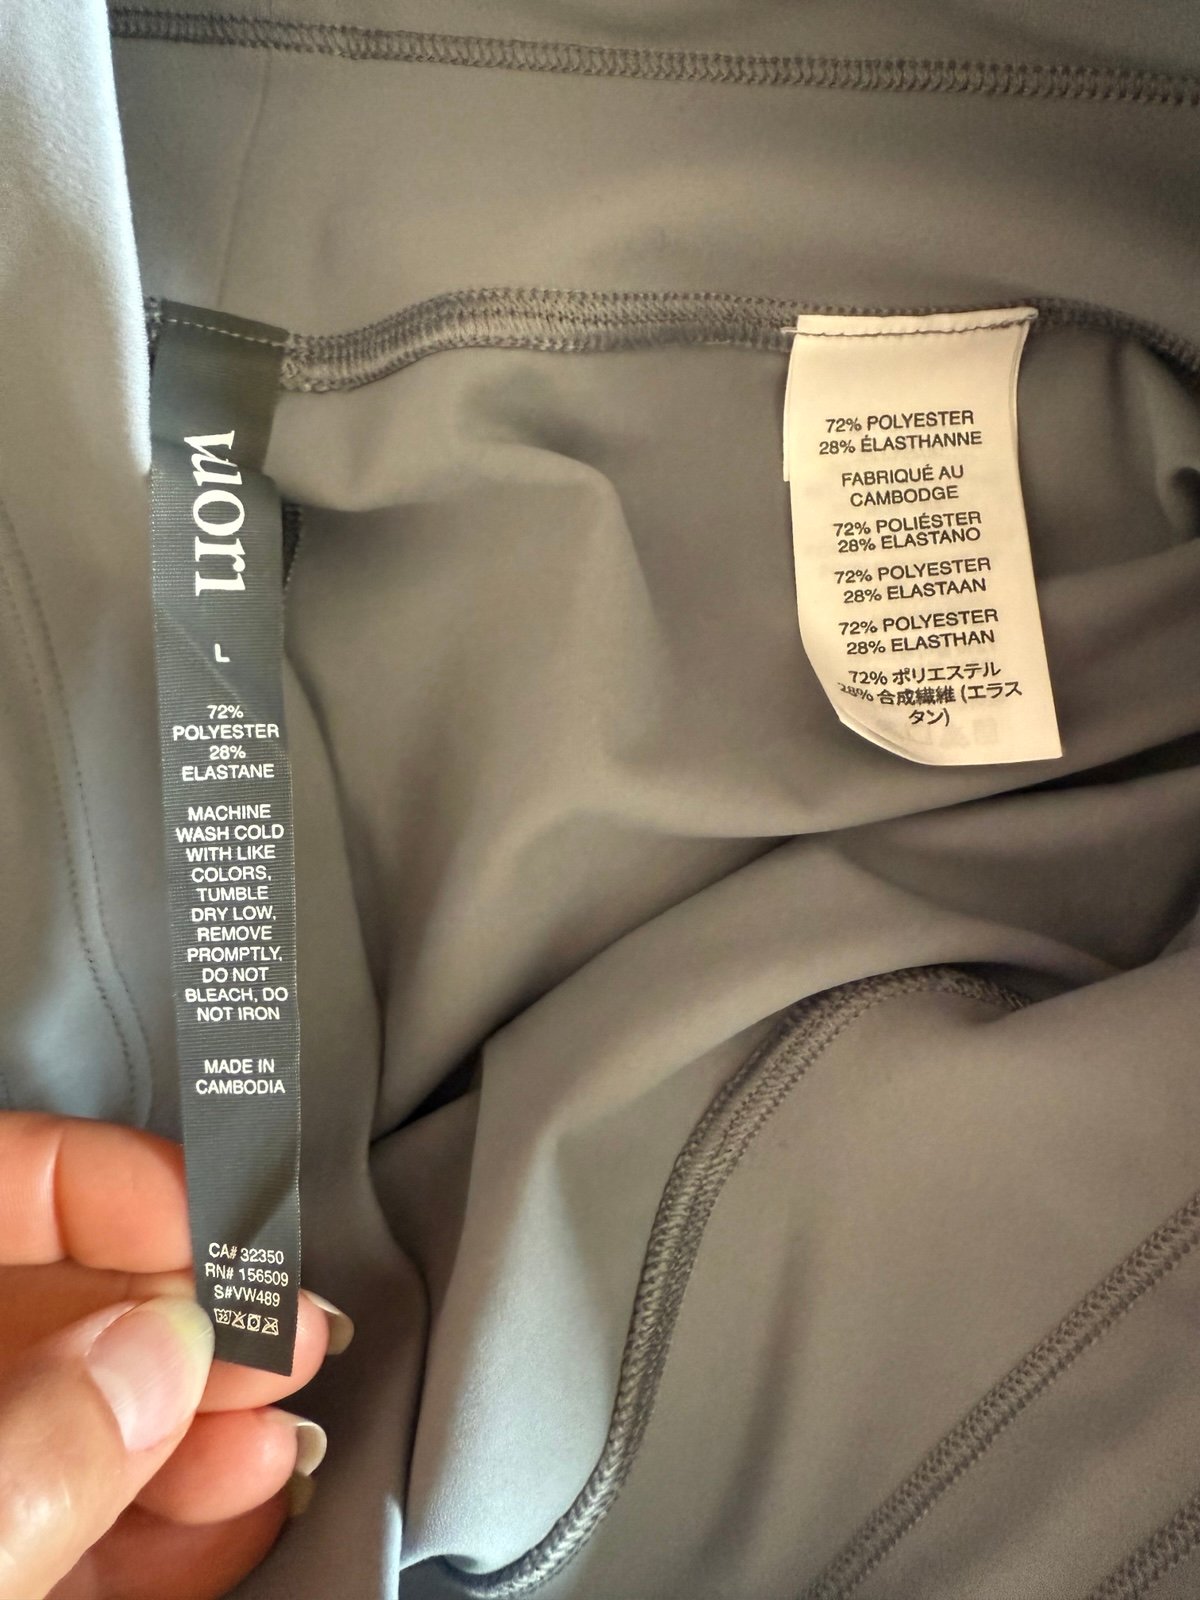 vuori
L
72%
POLYESTER
28%
ELASTANE
MACHINE
WASH COLD
WITH LIKE
COLORS,
TUMBLE
DRY LOW,
REMOVE
PROMPTLY,
DO NOT
BLEACH, DO
NOT IRON
MADE IN
CAMBODIA
CA# 32350
RN# 156509
S#VW489
72% POLYESTER
28% ÉLASTHANNE
FABRIQUÉ AU
CAMBODGE
72% POLIÉSTER
28% ELASTANO
72% POLYESTER
28% ELASTAAN
72% POLYESTER
28% ELASTHAN
72% ポリエステル
28% 合成繊維 (エラス
タン)